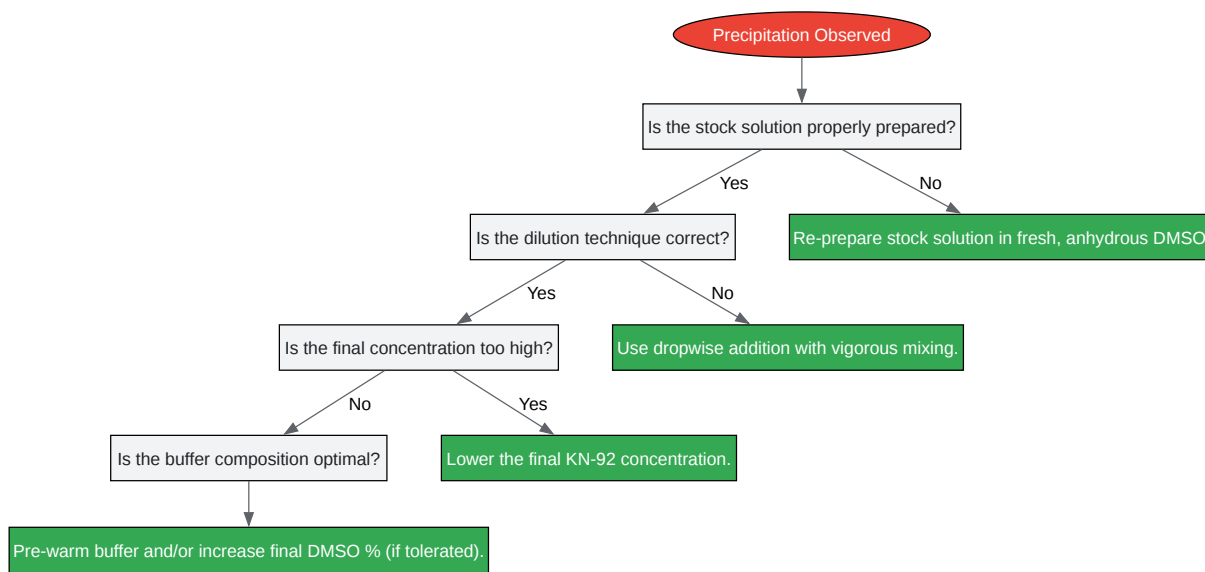 Precipitation Observed
Is the stock solution properly prepared?
Yes
No
Is the dilution technique correct?
Re-prepare stock solution in fresh, anhydrous DMSO
Yes
No
Is the final concentration too high?
Use dropwise addition with vigorous mixing.
No
Yes
Is the buffer composition optimal?
Lower the final KN-92 concentration.
Pre-warm buffer and/or increase final DMSO % (if tolerated).